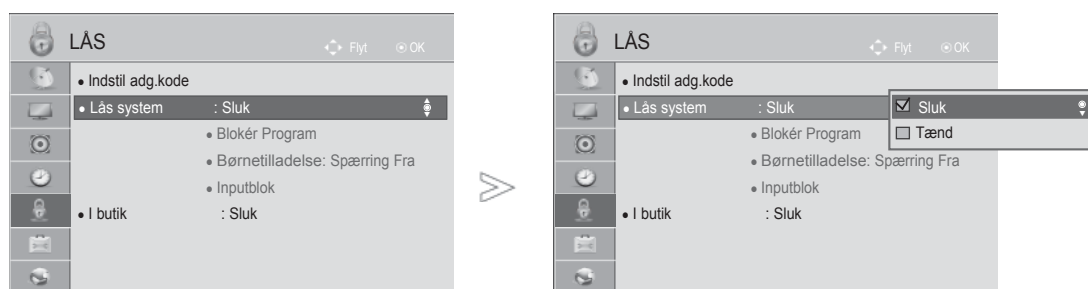 LÅS
Flyt
OK
• Indstil adg.kode
• Lås system : Sluk
• Blokér Program
• Børnetilladelse: Spærring Fra
• Inputblok
• I butik : Sluk
LÅS
Flyt
OK
• Indstil adg.kode
• Lås system : Sluk
• Blokér Program
• Børnetilladelse: Spærring Fra
• Inputblok
• I butik : Sluk
Sluk
Tænd